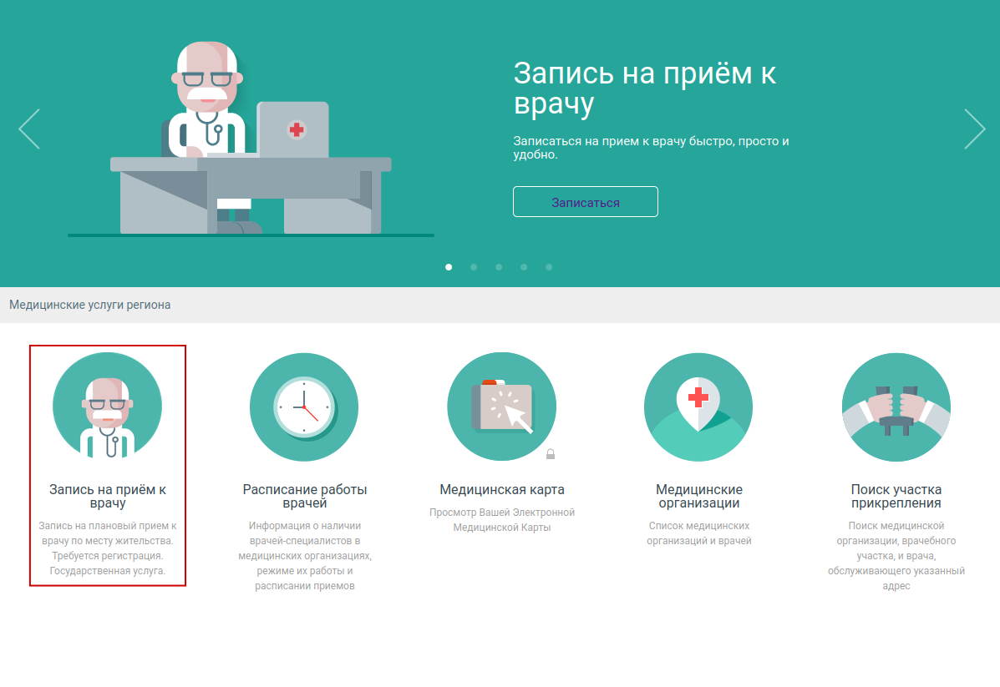 Запись на приём к
врачу
Записаться на прием к врачу быстро, просто и
удобно.
Записаться
Медицинские услуги региона
Запись на приём к
врачу
Запись на плановый прием к
врачу по месту жительства.
Требуется регистрация.
Государственная услуга.
Расписание работы
врачей
Информация о наличии
врачей-специалистов в
медицинских организациях,
режиме их работы и
расписании приемов
Медицинская карта
Просмотр Вашей Электронной
Медицинской Карты
Медицинские
организации
Список медицинских
организаций и врачей
Поиск участка
прикрепления
Поиск медицинской
организации, врачебного
участка, и врача,
обслуживающего указанный
адрес